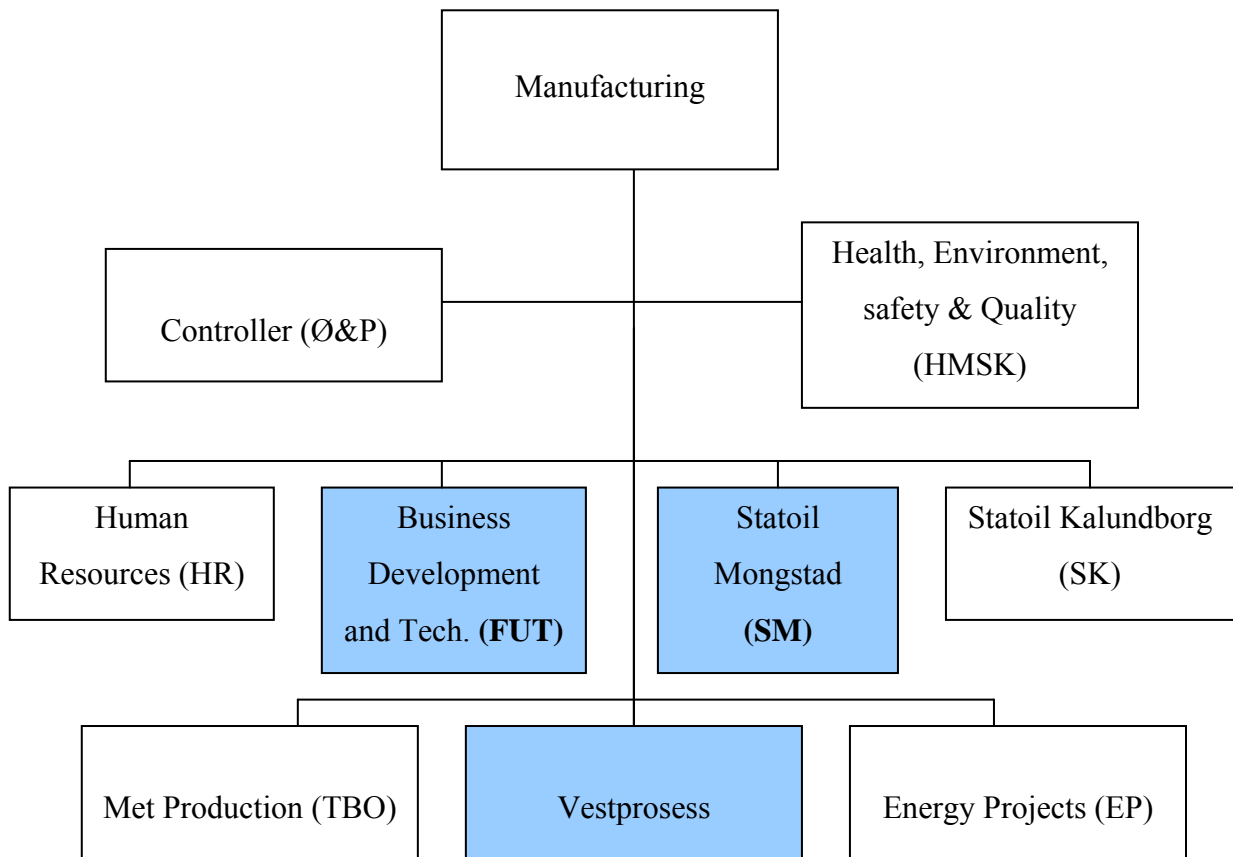 Manufacturing
Controller (Ø&P)
Health, Environment,
safety & Quality
(HMSK)
Human
Resources (HR)
Business
Development
and Tech. (FUT)
Statoil
Mongstad
(SM)
Statoil Kalundborg
(SK)
Met Production (TBO)
Vestprosess
Energy Projects (EP)